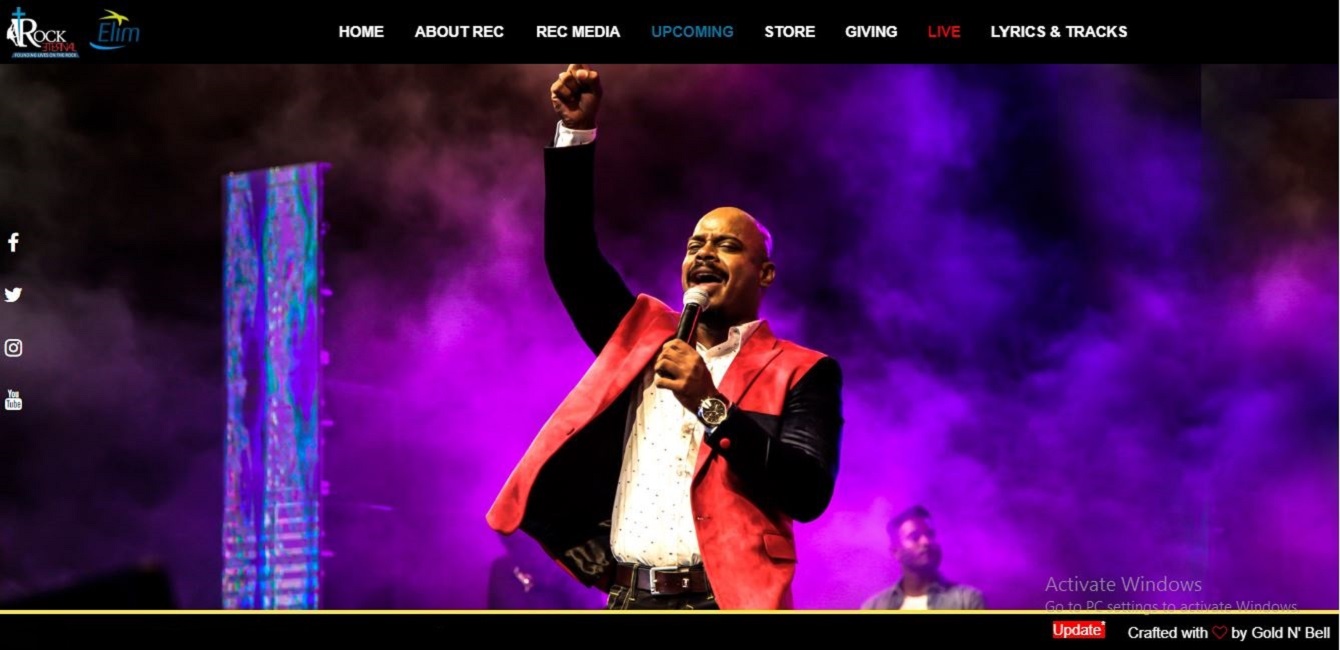 ROCK
ETERNAL
FOUNDING LIVES ON THE ROCK
Elim
HOME ABOUT REC REC MEDIA UPCOMING STORE GIVING LIVE LYRICS & TRACKS
You
Tube
Activate Windows
Go to PC settings to activate Windows.
Update*
Crafted with ♡ by Gold N' Bell